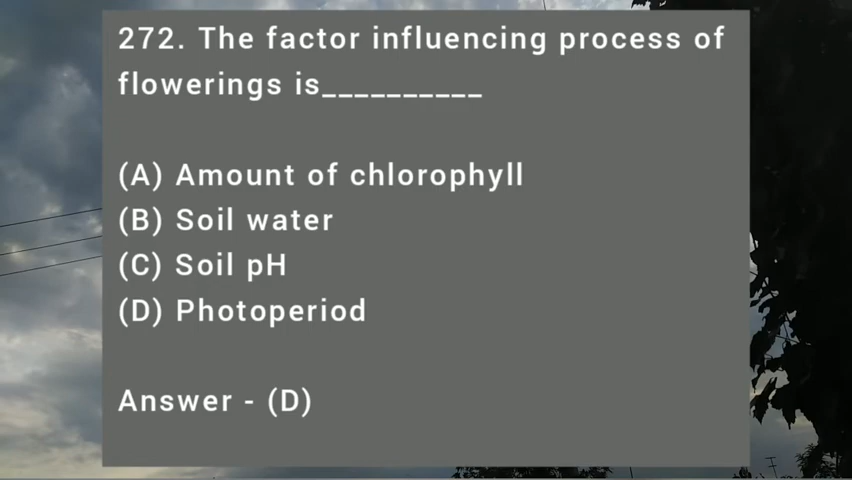 272. The factor influencing process of
flowerings is__________
(A) Amount of chlorophyll
(B) Soil water
(C) Soil pH
(D) Photoperiod
Answer - (D)